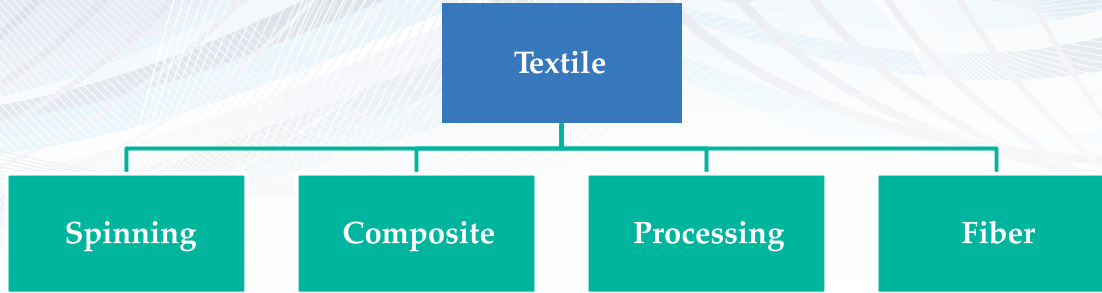 Textile
Spinning
Composite
Processing
Fiber